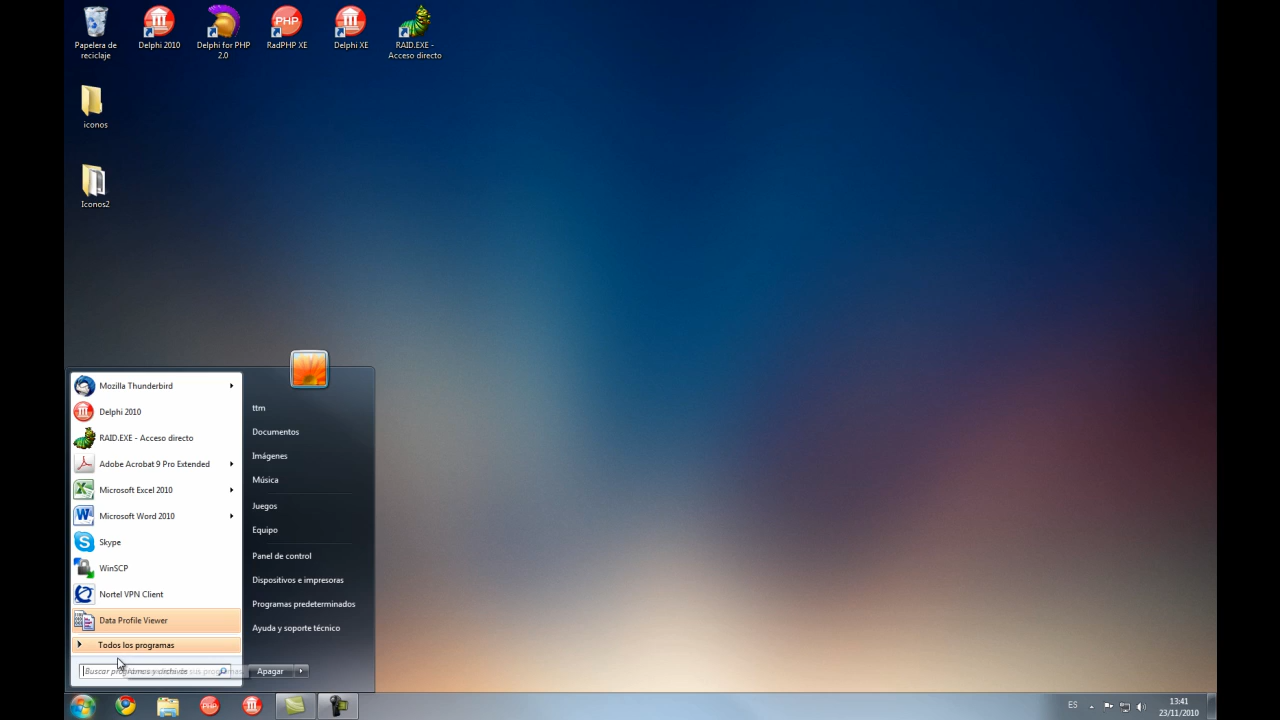 Papelera de
reciclaje
Delphi 2010
Delphi for PHP
2.0
RadPHP XE
Delphi XE
RAID.EXE -
Acceso directo
iconos
Iconos2
Mozilla Thunderbird
Delphi 2010
RAID.EXE - Acceso directo
Adobe Acrobat 9 Pro Extended
Microsoft Excel 2010
Microsoft Word 2010
Skype
WinSCP
Nortel VPN Client
Data Profile Viewer
Todos los programas
Buscar programas y archivos
ttm
Documentos
Imágenes
Música
Juegos
Equipo
Panel de control
Dispositivos e impresoras
Programas predeterminados
Ayuda y soporte técnico
Apagar
ES
13:41
23/11/2010